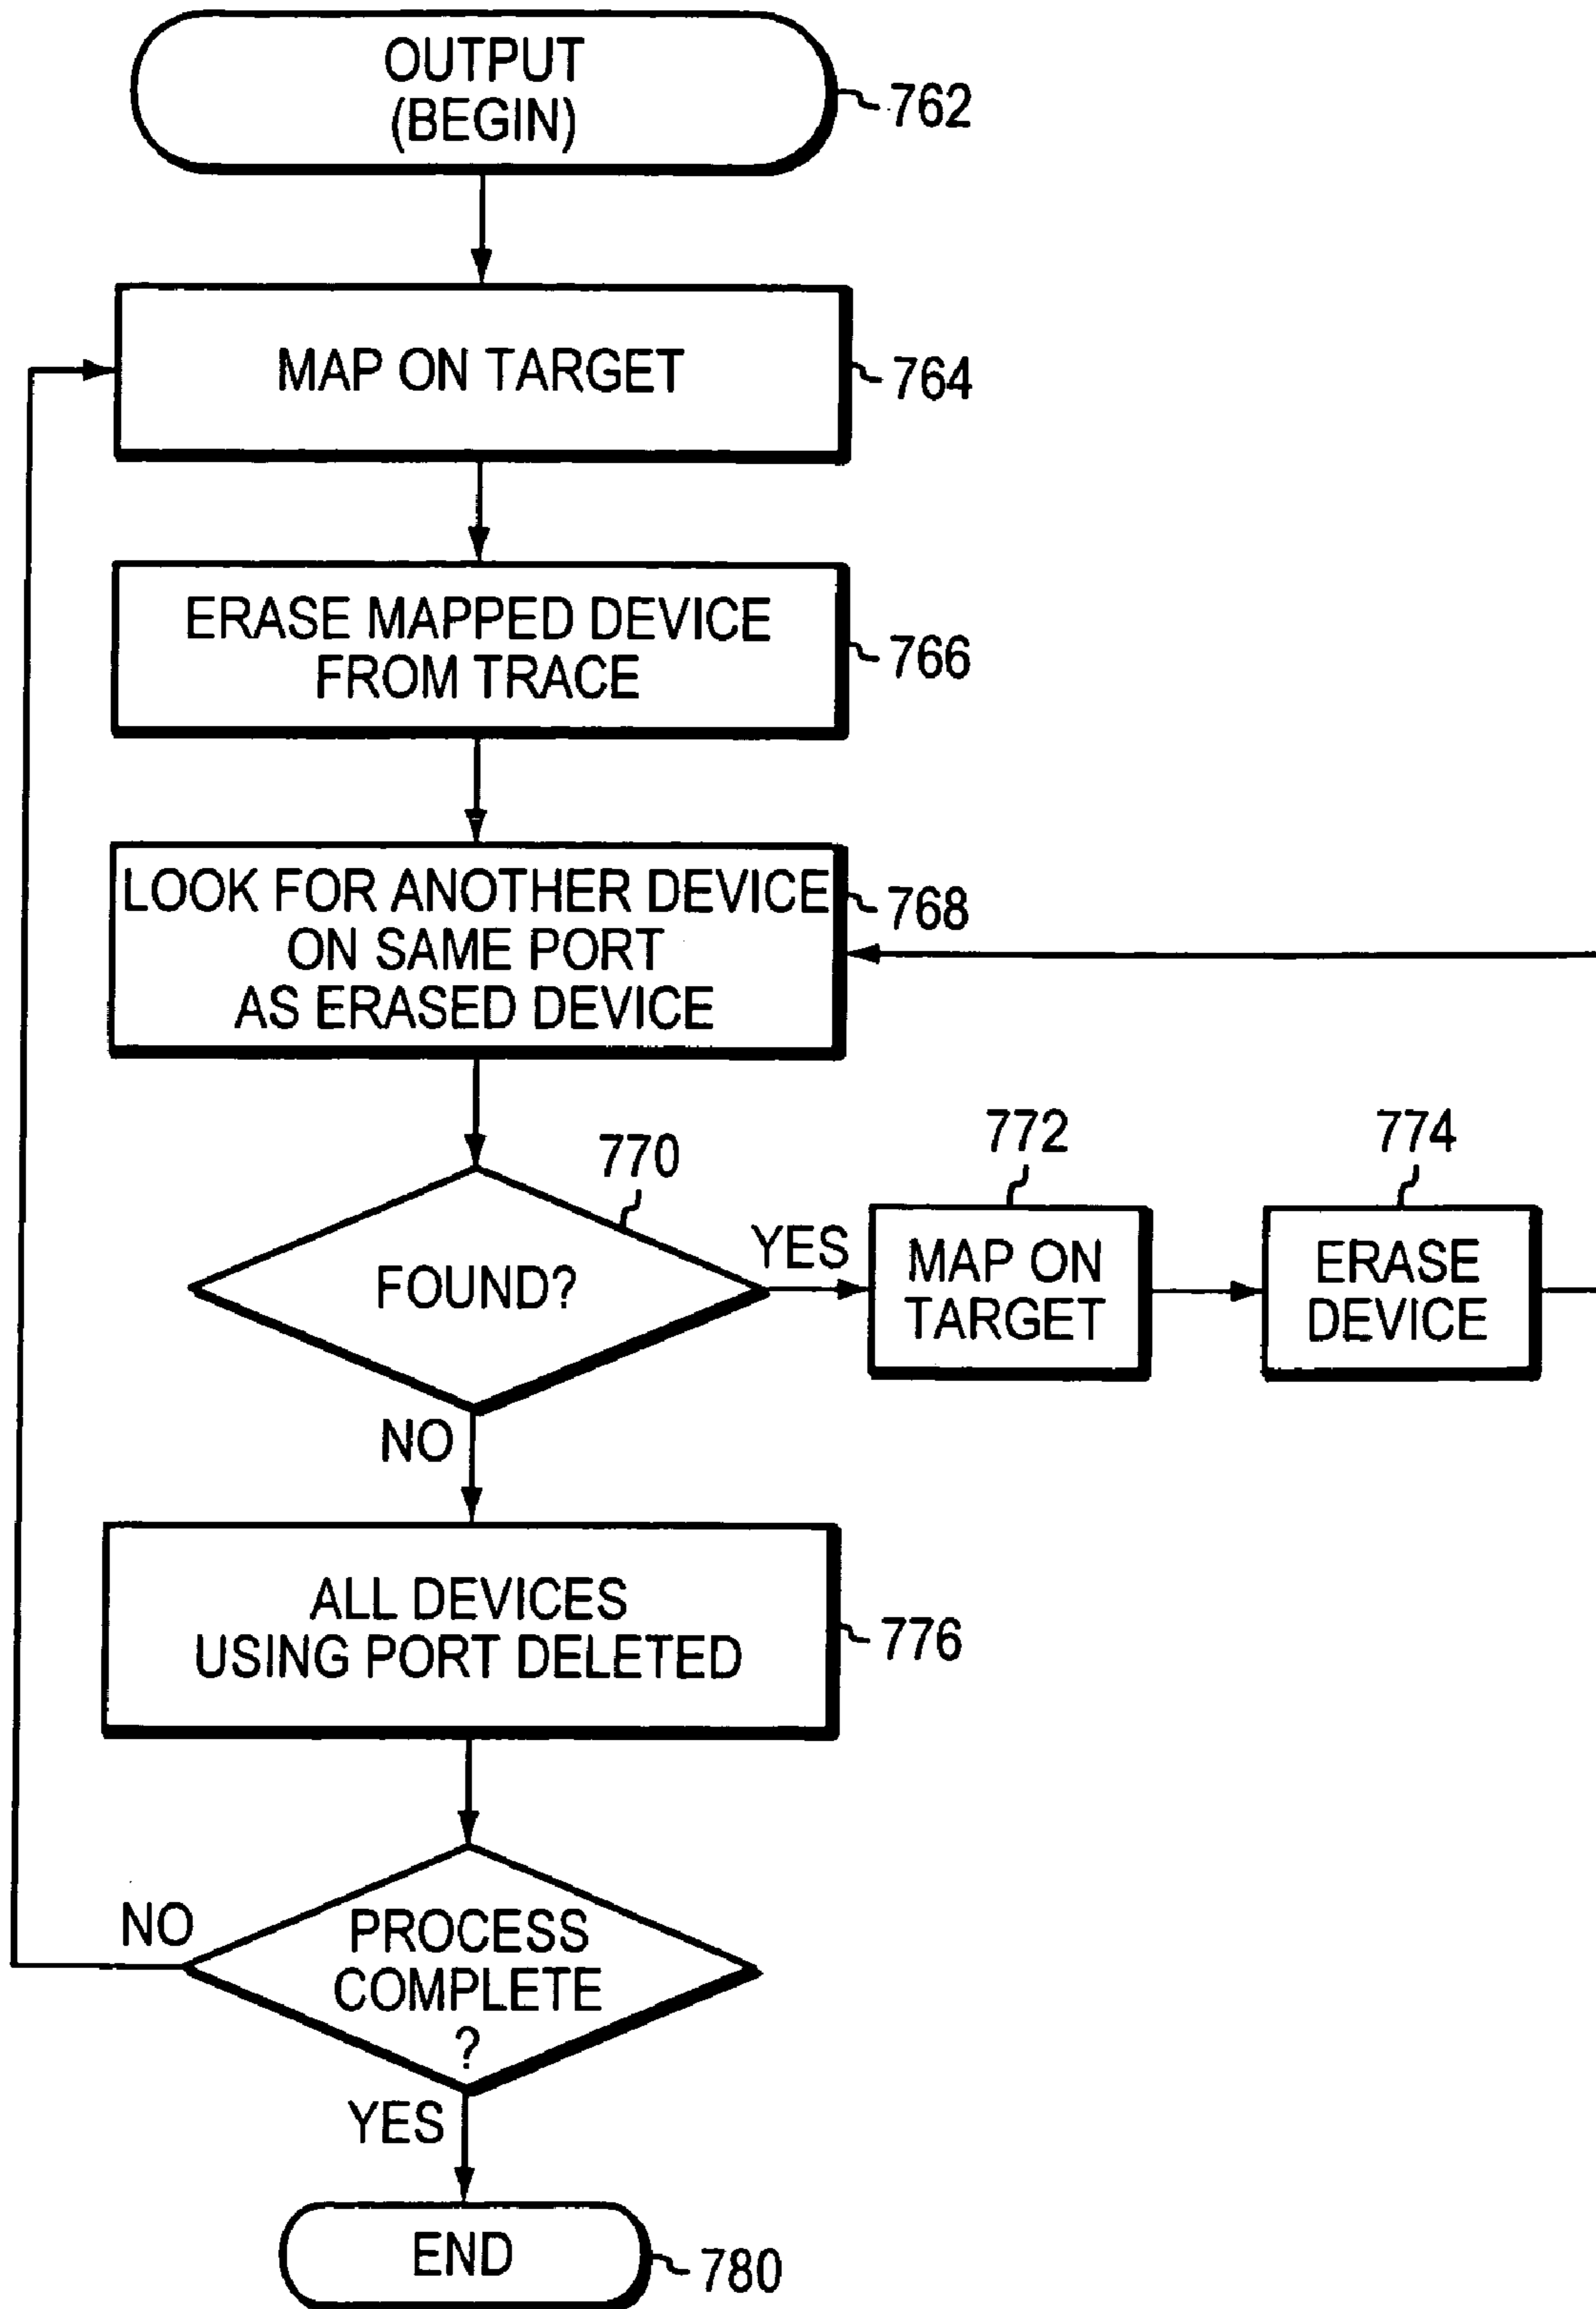 OUTPUT
(BEGIN)
762
MAP ON TARGET
764
ERASE MAPPED DEVICE
FROM TRACE
766
LOOK FOR ANOTHER DEVICE
ON SAME PORT
AS ERASED DEVICE
768
770
FOUND?
YES
772
MAP ON
TARGET
774
ERASE
DEVICE
NO
ALL DEVICES
USING PORT DELETED
776
NO
PROCESS
COMPLETE
?
YES
END
780